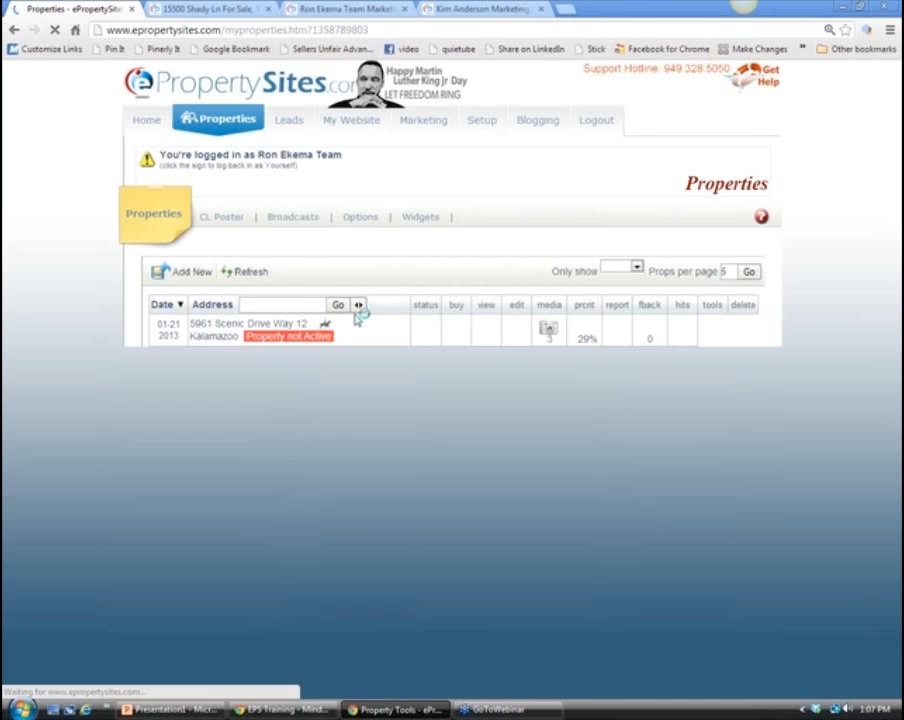 Properties - ePropertySite
15500 Shady Ln For Sale,
Ron Ekema Team Market
Kim Anderson Marketing
www.epropertysites.com/myproperties.htm?1358789803
Customize Links
Pin It
Pinerly It
Google Bookmark
Sellers Unfair Advan...
video
quietube
Share on LinkedIn
Stick
Facebook for Chrome
Make Changes
»
Other bookmarks
ePropertySites.com
Happy Martin
Luther King Jr Day
LET FREEDOM RING
Support Hotline: 949.328.5050
Get
Help
Home
Properties
Leads
My Website
Marketing
Setup
Blogging
Logout
You're logged in as Ron Ekema Team
(click the sign to log back in as Yourself)
Properties
Properties
CL Poster |
Broadcasts |
Options |
Widgets |
?
Add New
Refresh
Only show
Props per page 5
Go
Date ▼
Address
Go
status
buy
view
edit
media
prcnt
report
fback
hits
tools
delete
01-21
2013
5961 Scenic Drive Way 12
Kalamazoo
Property not Active
3
29%
0
Waiting for www.epropertysites.com...
»
Presentation1 - Micr...
EPS Training - Mind...
Property Tools - ePr...
GoToWebinar
1:07 PM